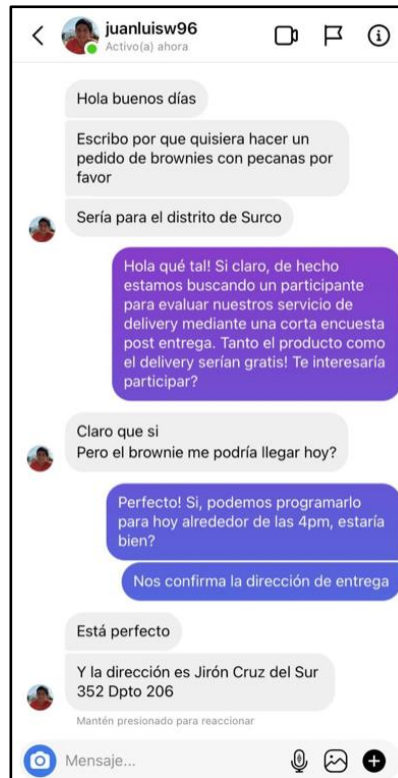 juanluisw96
Activo(a) ahora
Hola buenos días
Escribo por que quisiera hacer un
pedido de brownies con pecanas por
favor
Sería para el distrito de Surco
Hola qué tal! Si claro, de hecho
estamos buscando un participante
para evaluar nuestros servicio de
delivery mediante una corta encuesta
post entrega. Tanto el producto como
el delivery serían gratis! Te interesaría
participar?
Claro que si
Pero el brownie me podría llegar hoy?
Perfecto! Si, podemos programarlo
para hoy alrededor de las 4pm, estaría
bien?
Nos confirma la dirección de entrega
Está perfecto
Y la dirección es Jirón Cruz del Sur
352 Dpto 206
Mantén presionado para reaccionar
Mensaje...